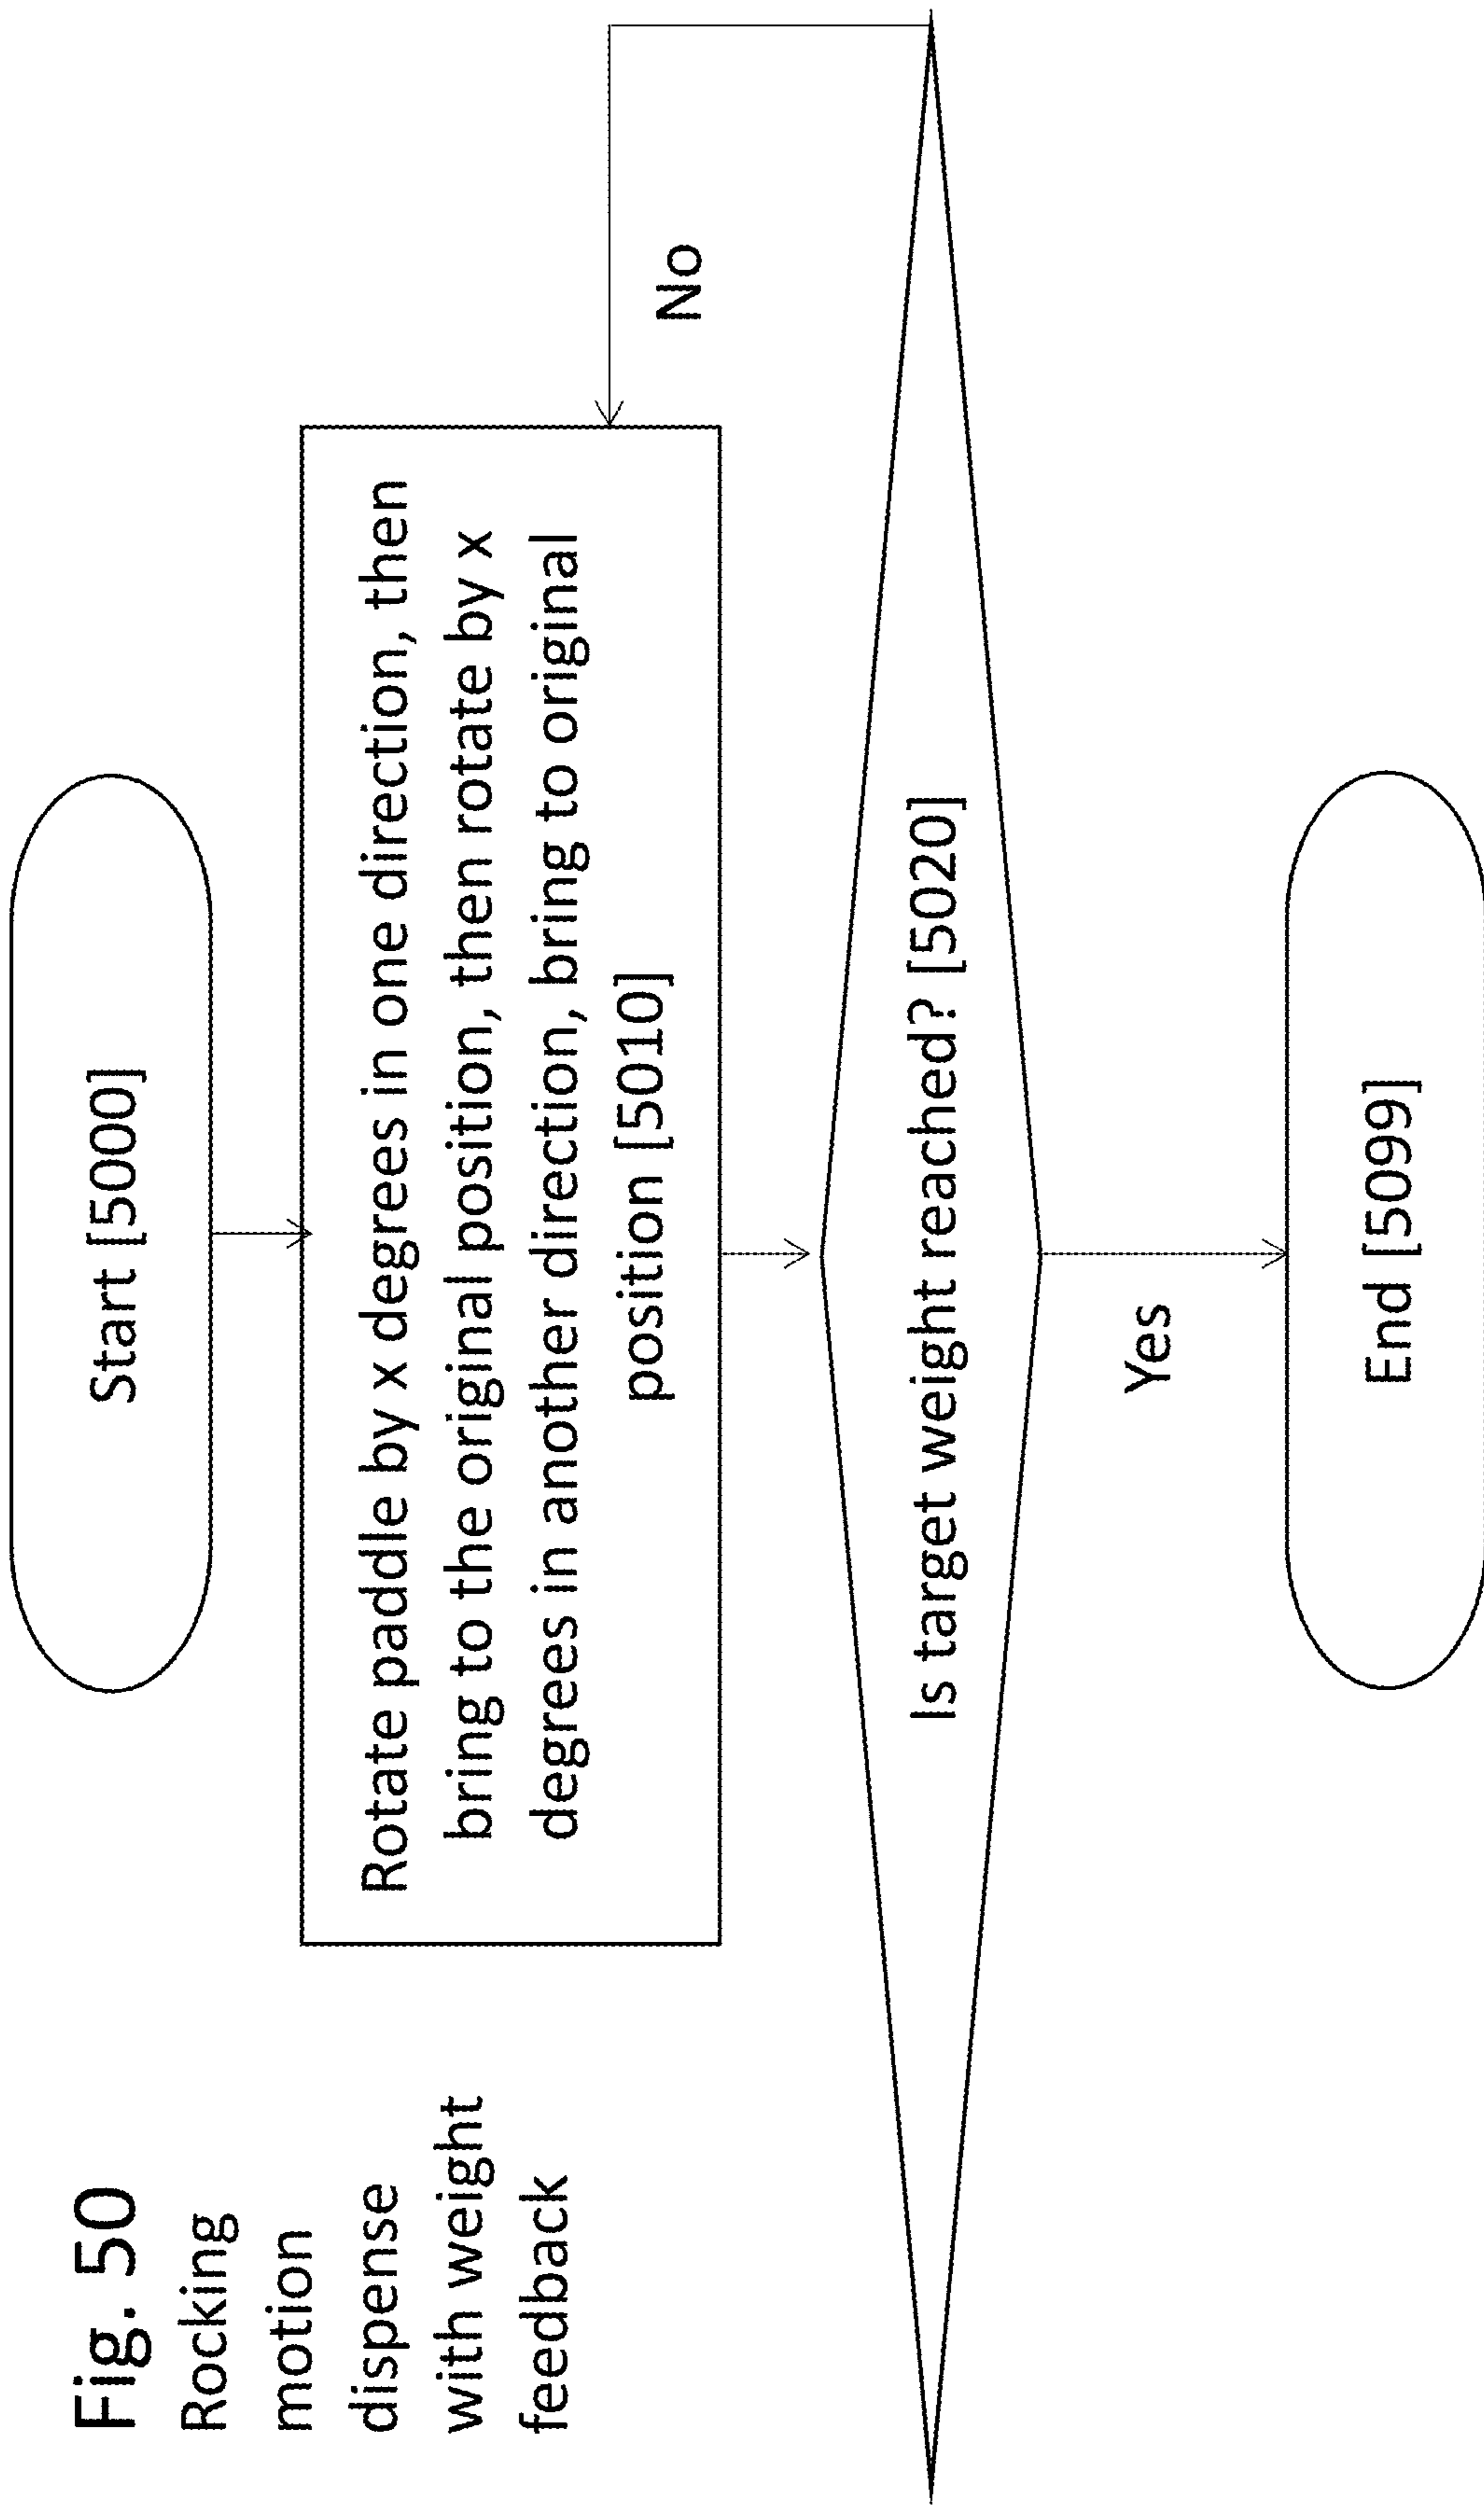 Fig. 50
Rocking
motion
dispense
with weight
feedback
Start [5000]
Rotate paddle by x degrees in one direction, then
bring to the original position, then rotate by x
degrees in another direction, bring to original
position [5010]
No
Is target weight reached? [5020]
Yes
End [5099]